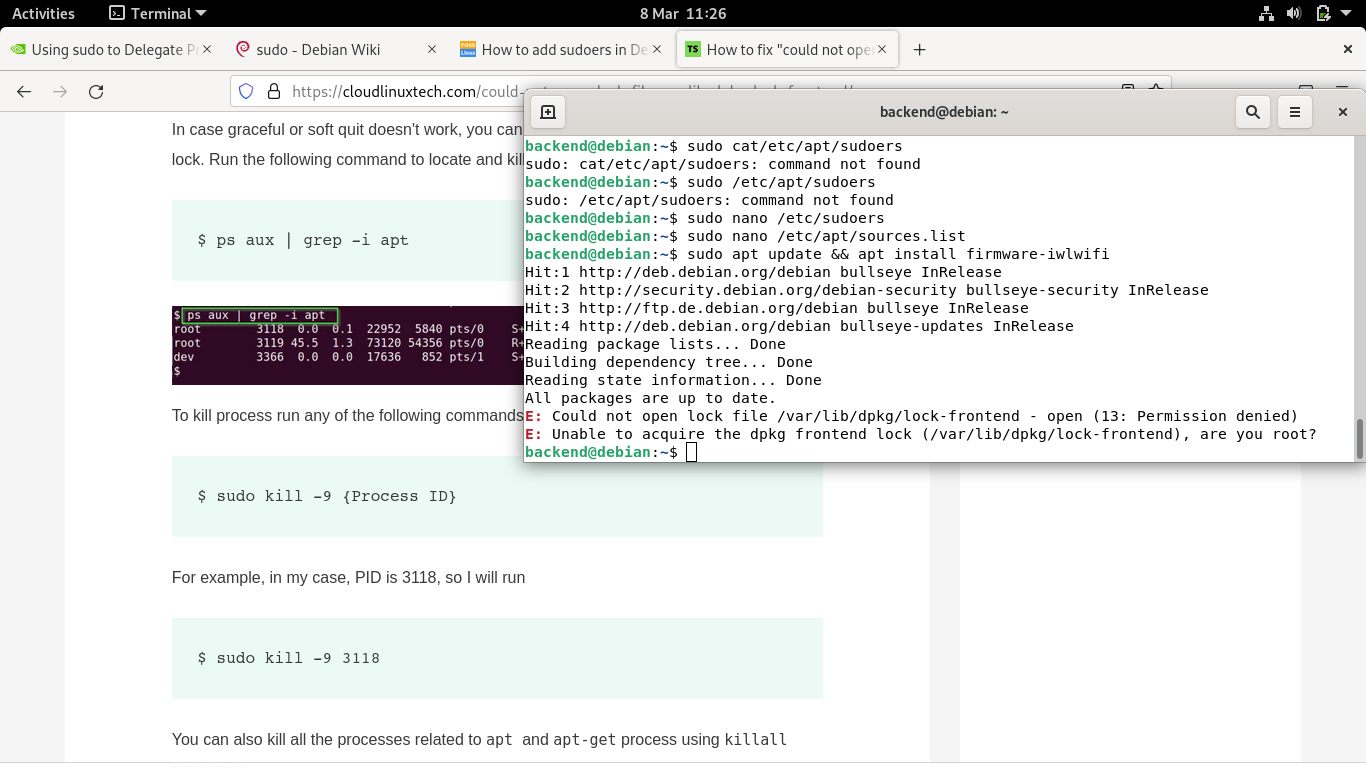 Activities Terminal 8 Mar 11:26
Using sudo to Delegate P sudo - Debian Wiki FOSS Linux How to add sudoers in De TS How to fix "could not ope
https://cloudlinuxtech.com/could-
backend@debian: ~
In case graceful or soft quit doesn't work, you can
lock. Run the following command to locate and kil
$ ps aux | grep -i apt
$ ps aux | grep -i apt
root 3118 0.0 0.1 22952 5840 pts/0 S+
root 3119 45.5 1.3 73120 54356 pts/0 R+
dev 3366 0.0 0.0 17636 852 pts/1 S+
$
To kill process run any of the following commands
$ sudo kill -9 {Process ID}
For example, in my case, PID is 3118, so I will run
$ sudo kill -9 3118
You can also kill all the processes related to apt and apt-get process using killall
backend@debian:~$ sudo cat/etc/apt/sudoers
sudo: cat/etc/apt/sudoers: command not found
backend@debian:~$ sudo /etc/apt/sudoers
sudo: /etc/apt/sudoers: command not found
backend@debian:~$ sudo nano /etc/sudoers
backend@debian:~$ sudo nano /etc/apt/sources.list
backend@debian:~$ sudo apt update && apt install firmware-iwlwifi
Hit:1 http://deb.debian.org/debian bullseye InRelease
Hit:2 http://security.debian.org/debian-security bullseye-security InRelease
Hit:3 http://ftp.de.debian.org/debian bullseye InRelease
Hit:4 http://deb.debian.org/debian bullseye-updates InRelease
Reading package lists... Done
Building dependency tree... Done
Reading state information... Done
All packages are up to date.
E: Could not open lock file /var/lib/dpkg/lock-frontend - open (13: Permission denied)
E: Unable to acquire the dpkg frontend lock (/var/lib/dpkg/lock-frontend), are you root?
backend@debian:~$